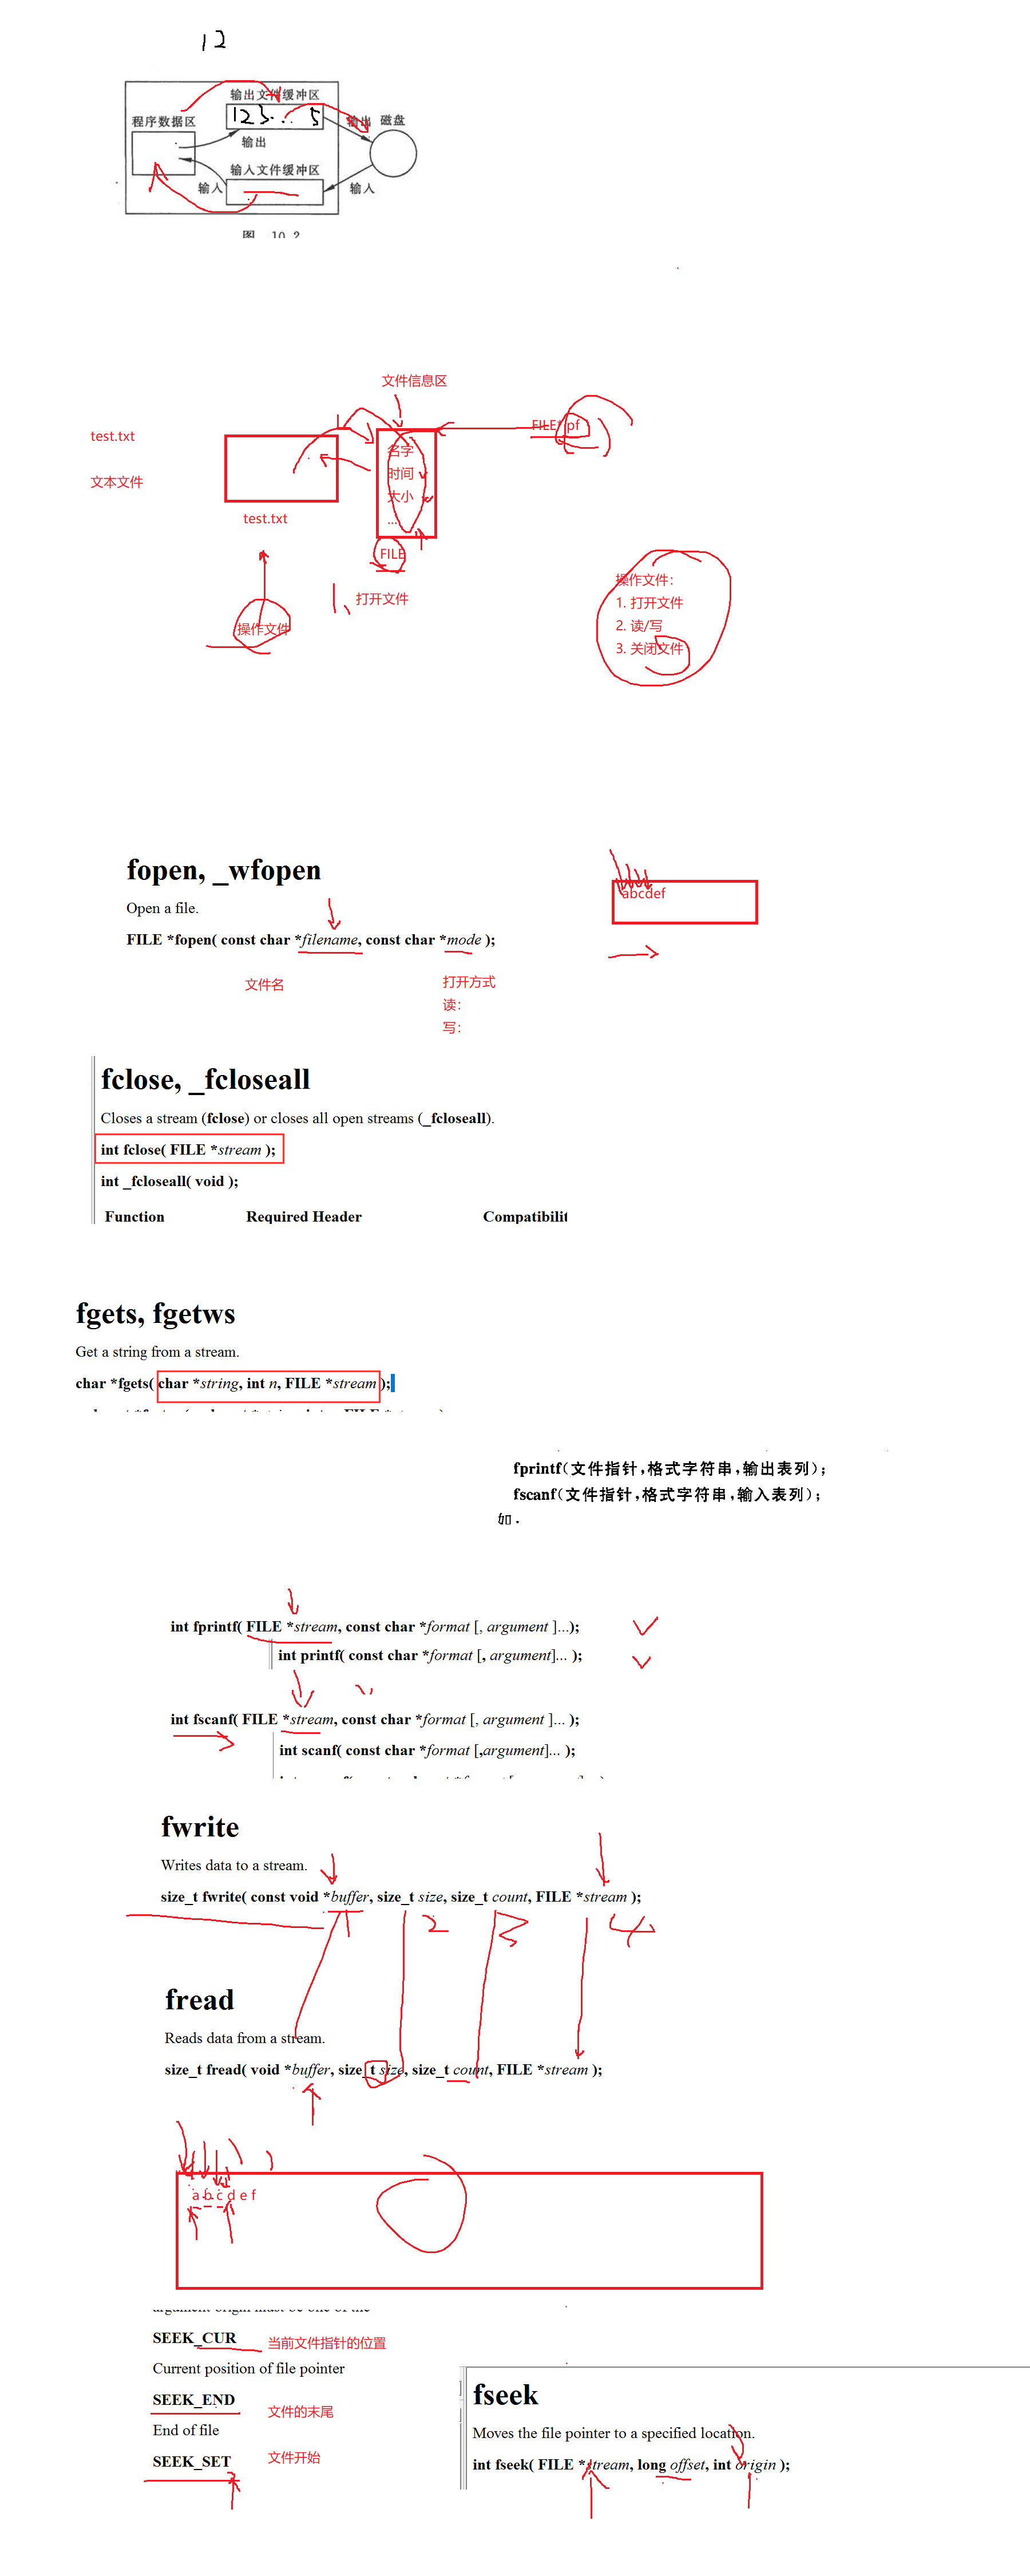 12
输出文件缓冲区
123... 5
输出
磁盘
程序数据区
输出
输入文件缓冲区
输入
输入
图 10.2
文件信息区
test.txt
FILE* pf
名字
时间
大小
...
文本文件
test.txt
FILE
1、打开文件
操作文件
操作文件:
1. 打开文件
2. 读/写
3. 关闭文件
fopen, _wfopen
abcdef
Open a file.
FILE *fopen( const char *filename, const char *mode );
文件名
打开方式
读:
写:
fclose, _fcloseall
Closes a stream (fclose) or closes all open streams (_fcloseall).
int fclose( FILE *stream );
int _fcloseall( void );
Function Required Header Compatibilit
fgets, fgetws
Get a string from a stream.
char *fgets( char *string, int n, FILE *stream );
fprintf(文件指针,格式字符串,输出表列);
fscanf(文件指针,格式字符串,输入表列);
如.
int fprintf( FILE *stream, const char *format [, argument ]...);
int printf( const char *format [, argument]... );
int fscanf( FILE *stream, const char *format [, argument ]... );
int scanf( const char *format [,argument]... );
fwrite
Writes data to a stream.
size_t fwrite( const void *buffer, size_t size, size_t count, FILE *stream );
1 2 3 4
fread
Reads data from a stream.
size_t fread( void *buffer, size_t size, size_t count, FILE *stream );
a b c d e f
SEEK_CUR
当前文件指针的位置
Current position of file pointer
SEEK_END
文件的末尾
End of file
SEEK_SET
文件开始
fseek
Moves the file pointer to a specified location.
int fseek( FILE *stream, long offset, int origin );